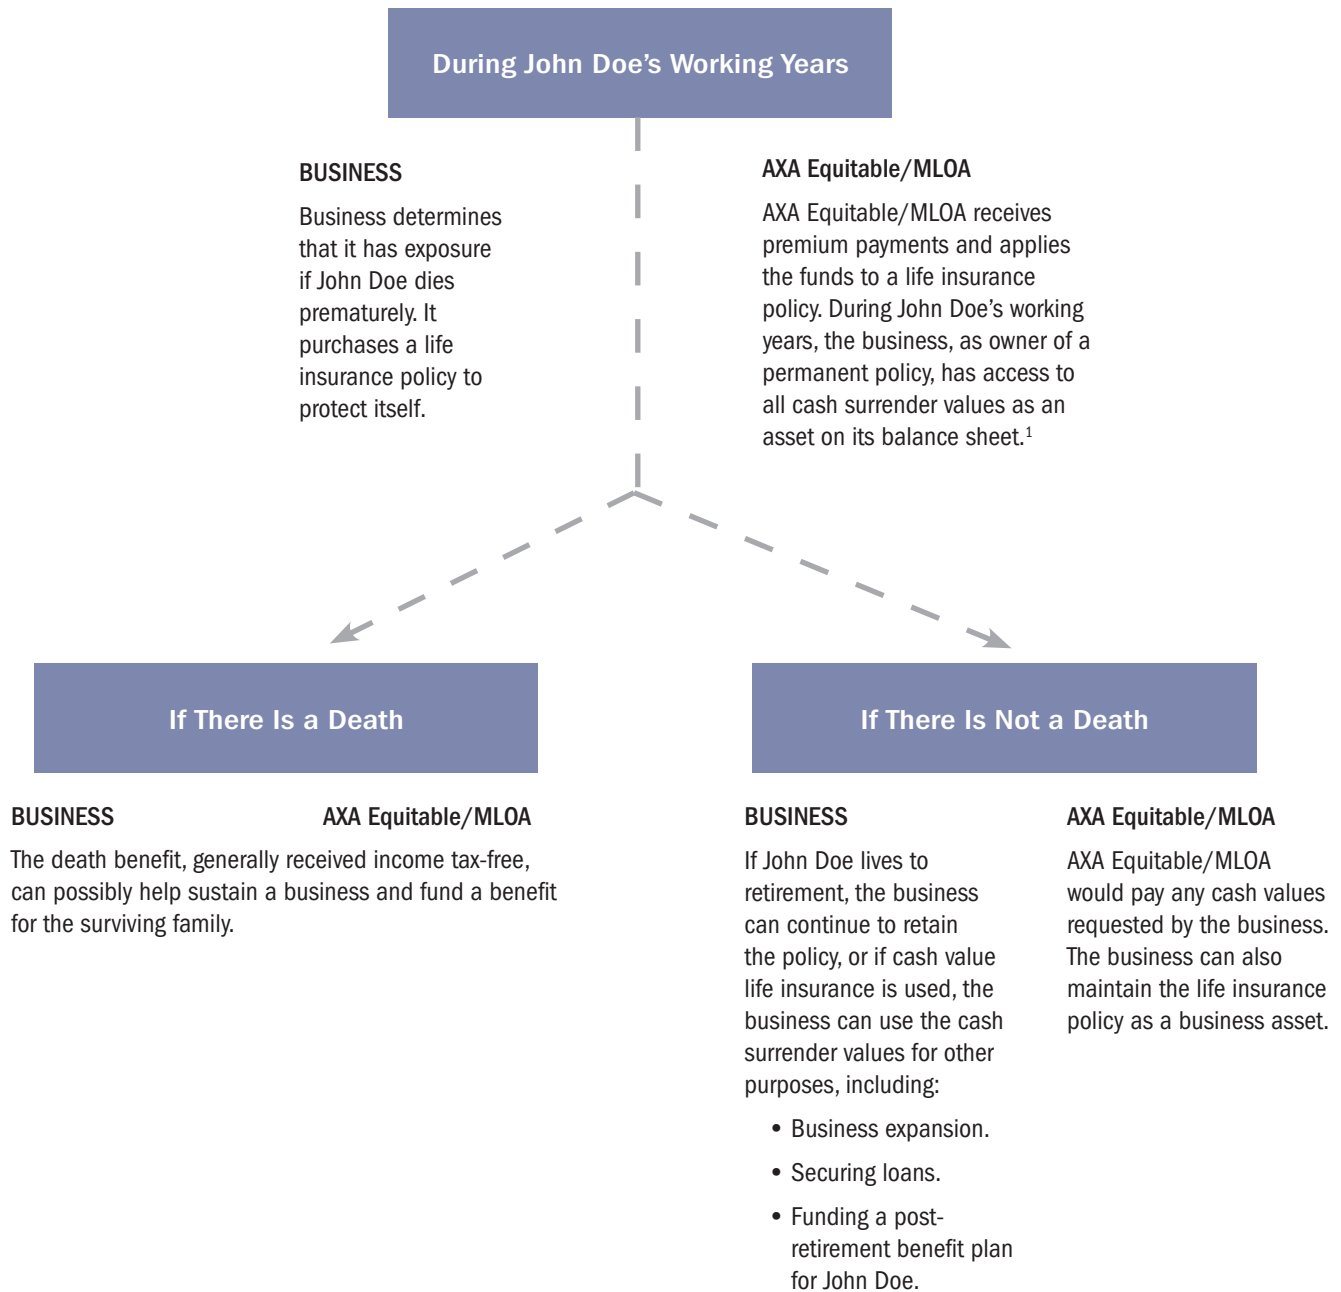 During John Doe's Working Years
BUSINESS
Business determines
that it has exposure
if John Doe dies
prematurely. It
purchases a life
insurance policy to
protect itself.
AXA Equitable/MLOA
AXA Equitable/MLOA receives
premium payments and applies
the funds to a life insurance
policy. During John Doe's working
years, the business, as owner of a
permanent policy, has access to
all cash surrender values as an
asset on its balance sheet.¹
If There Is a Death
BUSINESS AXA Equitable/MLOA
The death benefit, generally received income tax-free,
can possibly help sustain a business and fund a benefit
for the surviving family.
If There Is Not a Death
BUSINESS
If John Doe lives to
retirement, the business
can continue to retain
the policy, or if cash value
life insurance is used, the
business can use the cash
surrender values for other
purposes, including:
• Business expansion.
• Securing loans.
• Funding a post-
retirement benefit plan
for John Doe.
AXA Equitable/MLOA
AXA Equitable/MLOA
would pay any cash values
requested by the business.
The business can also
maintain the life insurance
policy as a business asset.